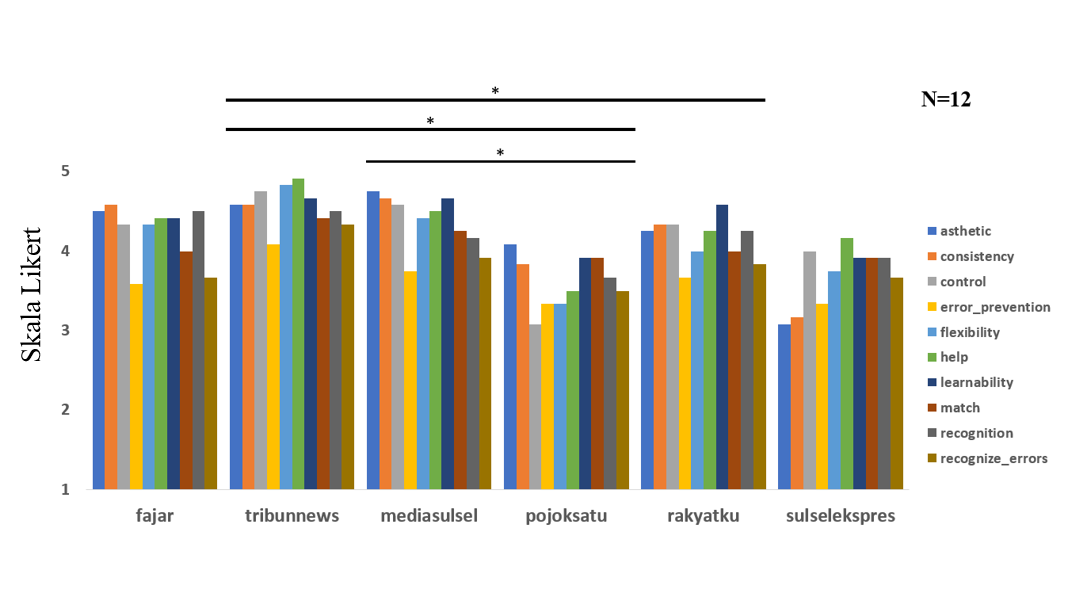 *
N=12
*
*
5
4
3
2
1
Skala Likert
asthetic
consistency
control
error_prevention
flexibility
help
learnability
match
recognition
recognize_errors
fajar
tribunnews
mediasulsel
pojoksatu
rakyatku
sulselekspres